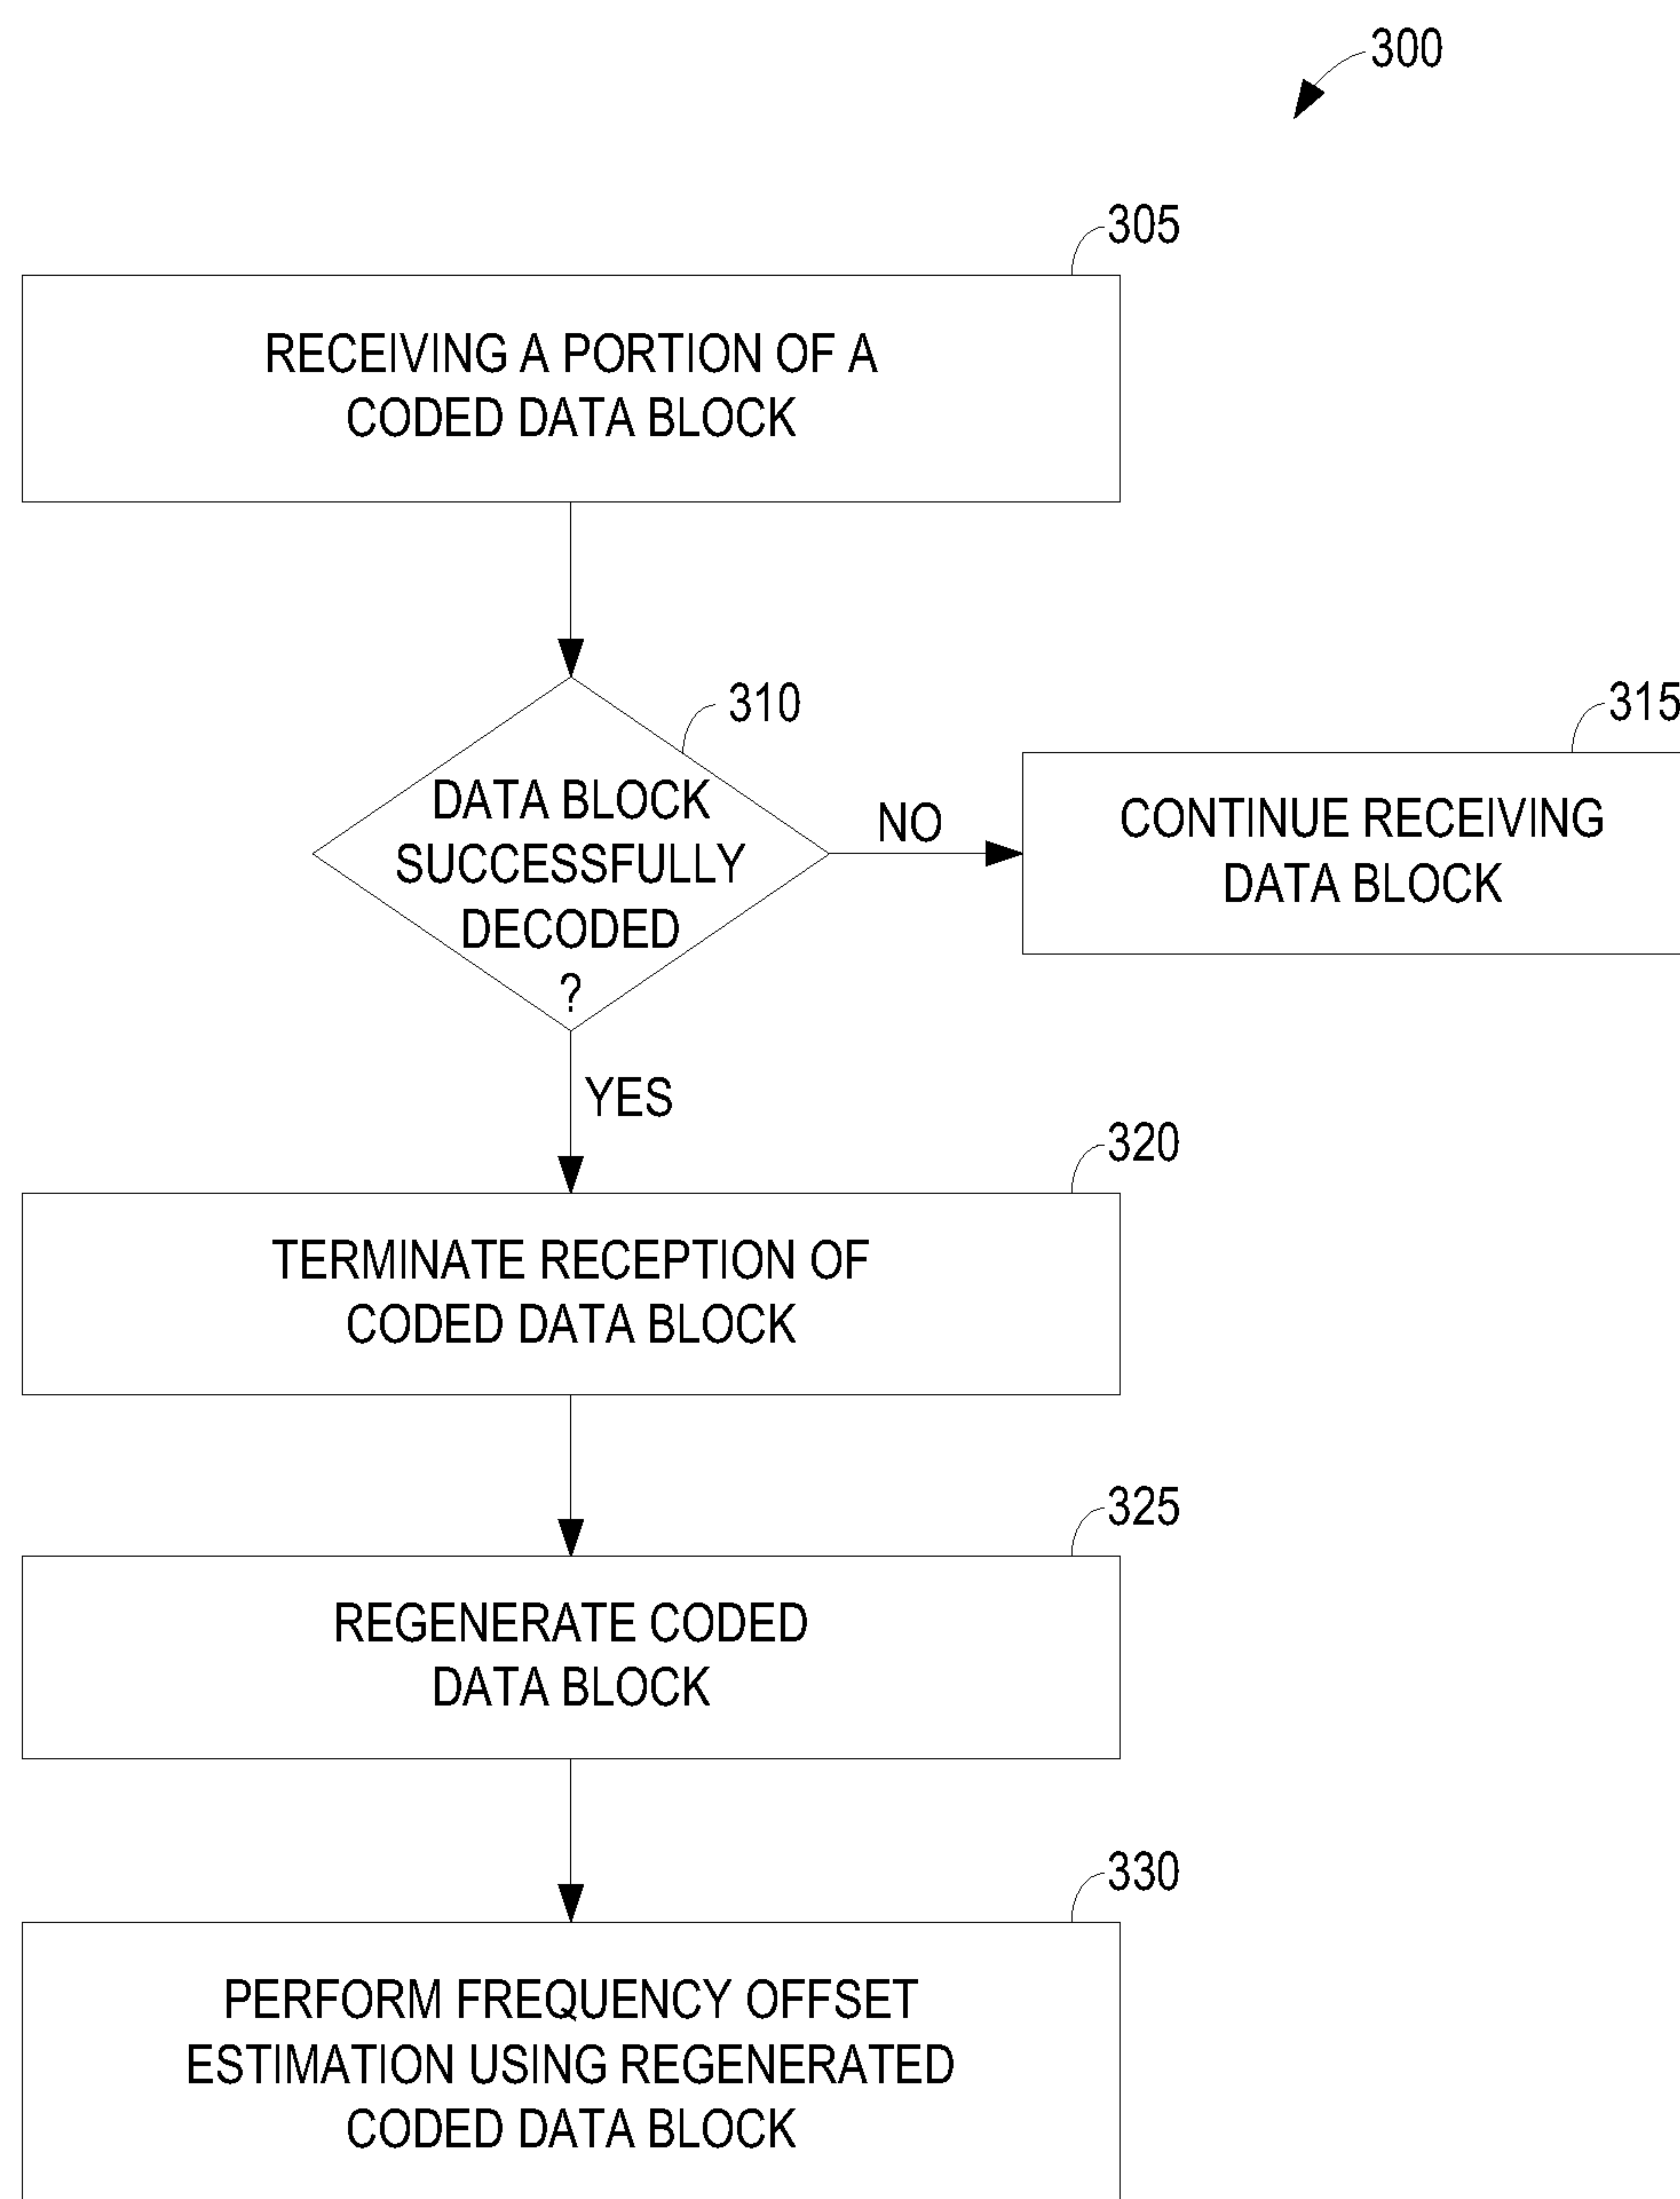 300
305
RECEIVING A PORTION OF A
CODED DATA BLOCK
310
DATA BLOCK
SUCCESSFULLY
DECODED
?
NO
315
CONTINUE RECEIVING
DATA BLOCK
YES
320
TERMINATE RECEPTION OF
CODED DATA BLOCK
325
REGENERATE CODED
DATA BLOCK
330
PERFORM FREQUENCY OFFSET
ESTIMATION USING REGENERATED
CODED DATA BLOCK